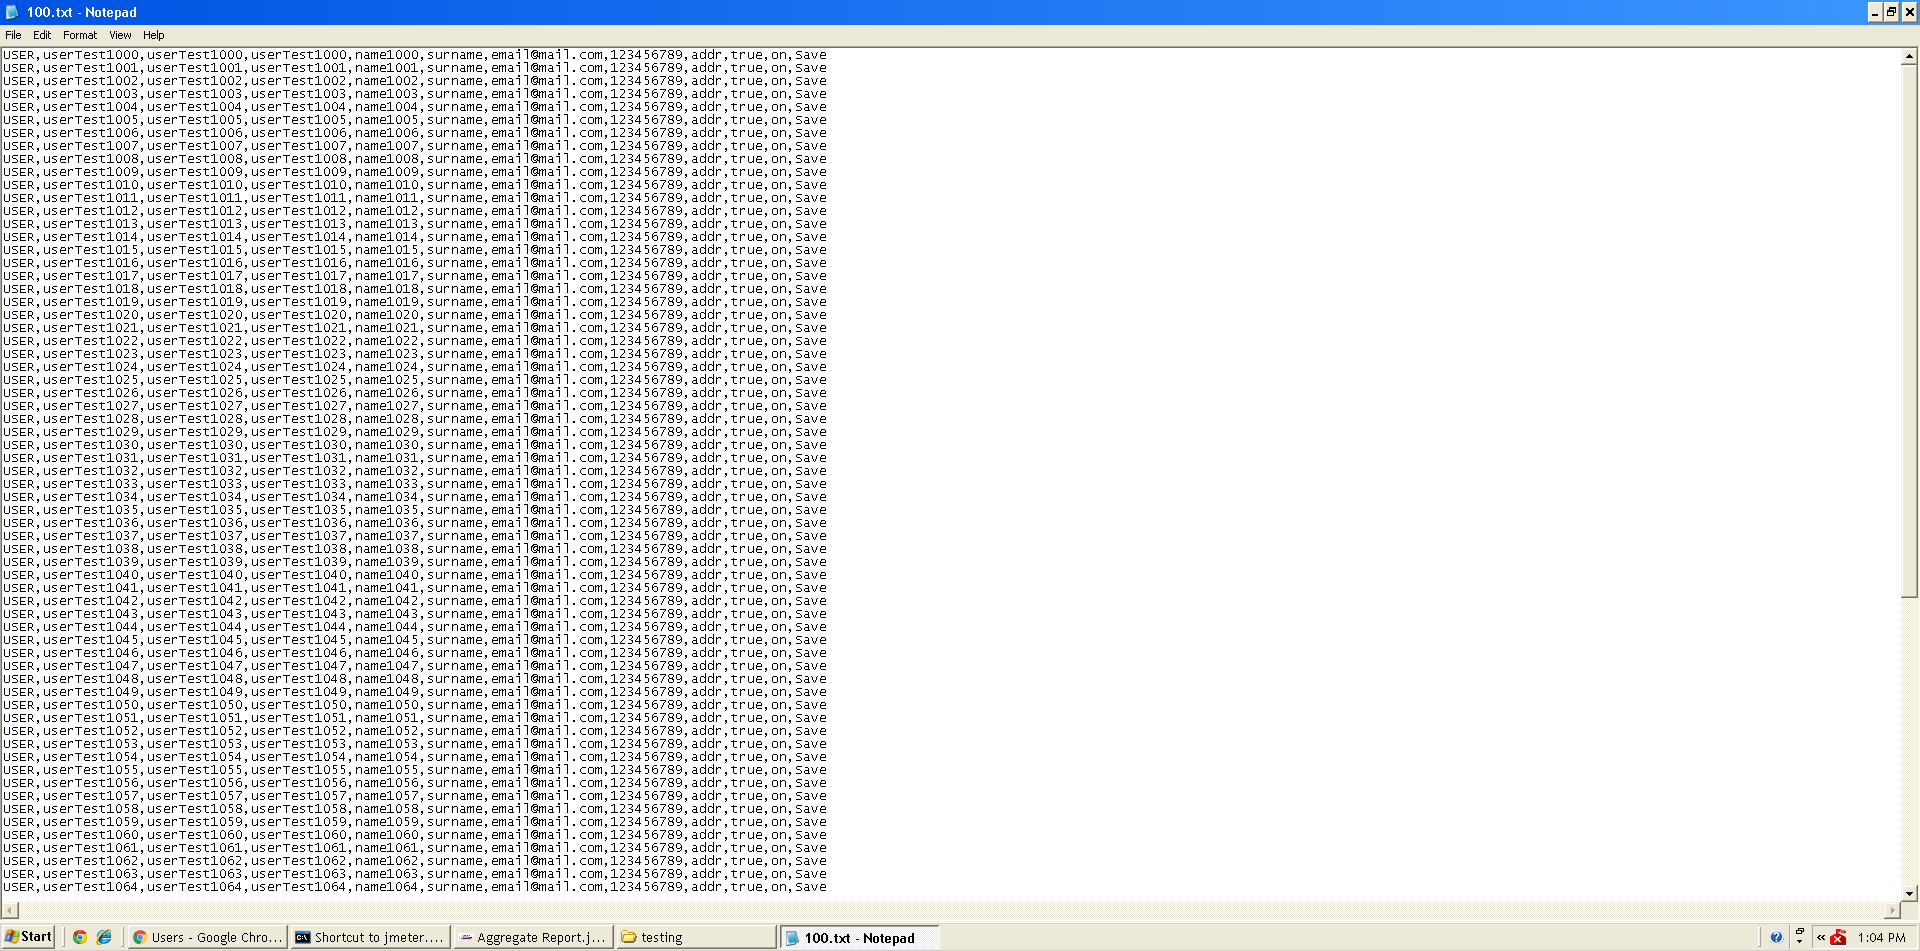 100.txt - Notepad
File Edit Format View Help
USER,userTest1000,userTest1000,userTest1000,name1000,surname,email@mail.com,123456789,addr,true,on,Save
USER,userTest1001,userTest1001,userTest1001,name1001,surname,email@mail.com,123456789,addr,true,on,Save
USER,userTest1002,userTest1002,userTest1002,name1002,surname,email@mail.com,123456789,addr,true,on,Save
USER,userTest1003,userTest1003,userTest1003,name1003,surname,email@mail.com,123456789,addr,true,on,Save
USER,userTest1004,userTest1004,userTest1004,name1004,surname,email@mail.com,123456789,addr,true,on,Save
USER,userTest1005,userTest1005,userTest1005,name1005,surname,email@mail.com,123456789,addr,true,on,Save
USER,userTest1006,userTest1006,userTest1006,name1006,surname,email@mail.com,123456789,addr,true,on,Save
USER,userTest1007,userTest1007,userTest1007,name1007,surname,email@mail.com,123456789,addr,true,on,Save
USER,userTest1008,userTest1008,userTest1008,name1008,surname,email@mail.com,123456789,addr,true,on,Save
USER,userTest1009,userTest1009,userTest1009,name1009,surname,email@mail.com,123456789,addr,true,on,Save
USER,userTest1010,userTest1010,userTest1010,name1010,surname,email@mail.com,123456789,addr,true,on,Save
USER,userTest1011,userTest1011,userTest1011,name1011,surname,email@mail.com,123456789,addr,true,on,Save
USER,userTest1012,userTest1012,userTest1012,name1012,surname,email@mail.com,123456789,addr,true,on,Save
USER,userTest1013,userTest1013,userTest1013,name1013,surname,email@mail.com,123456789,addr,true,on,Save
USER,userTest1014,userTest1014,userTest1014,name1014,surname,email@mail.com,123456789,addr,true,on,Save
USER,userTest1015,userTest1015,userTest1015,name1015,surname,email@mail.com,123456789,addr,true,on,Save
USER,userTest1016,userTest1016,userTest1016,name1016,surname,email@mail.com,123456789,addr,true,on,Save
USER,userTest1017,userTest1017,userTest1017,name1017,surname,email@mail.com,123456789,addr,true,on,Save
USER,userTest1018,userTest1018,userTest1018,name1018,surname,email@mail.com,123456789,addr,true,on,Save
USER,userTest1019,userTest1019,userTest1019,name1019,surname,email@mail.com,123456789,addr,true,on,Save
USER,userTest1020,userTest1020,userTest1020,name1020,surname,email@mail.com,123456789,addr,true,on,Save
USER,userTest1021,userTest1021,userTest1021,name1021,surname,email@mail.com,123456789,addr,true,on,Save
USER,userTest1022,userTest1022,userTest1022,name1022,surname,email@mail.com,123456789,addr,true,on,Save
USER,userTest1023,userTest1023,userTest1023,name1023,surname,email@mail.com,123456789,addr,true,on,Save
USER,userTest1024,userTest1024,userTest1024,name1024,surname,email@mail.com,123456789,addr,true,on,Save
USER,userTest1025,userTest1025,userTest1025,name1025,surname,email@mail.com,123456789,addr,true,on,Save
USER,userTest1026,userTest1026,userTest1026,name1026,surname,email@mail.com,123456789,addr,true,on,Save
USER,userTest1027,userTest1027,userTest1027,name1027,surname,email@mail.com,123456789,addr,true,on,Save
USER,userTest1028,userTest1028,userTest1028,name1028,surname,email@mail.com,123456789,addr,true,on,Save
USER,userTest1029,userTest1029,userTest1029,name1029,surname,email@mail.com,123456789,addr,true,on,Save
USER,userTest1030,userTest1030,userTest1030,name1030,surname,email@mail.com,123456789,addr,true,on,Save
USER,userTest1031,userTest1031,userTest1031,name1031,surname,email@mail.com,123456789,addr,true,on,Save
USER,userTest1032,userTest1032,userTest1032,name1032,surname,email@mail.com,123456789,addr,true,on,Save
USER,userTest1033,userTest1033,userTest1033,name1033,surname,email@mail.com,123456789,addr,true,on,Save
USER,userTest1034,userTest1034,userTest1034,name1034,surname,email@mail.com,123456789,addr,true,on,Save
USER,userTest1035,userTest1035,userTest1035,name1035,surname,email@mail.com,123456789,addr,true,on,Save
USER,userTest1036,userTest1036,userTest1036,name1036,surname,email@mail.com,123456789,addr,true,on,Save
USER,userTest1037,userTest1037,userTest1037,name1037,surname,email@mail.com,123456789,addr,true,on,Save
USER,userTest1038,userTest1038,userTest1038,name1038,surname,email@mail.com,123456789,addr,true,on,Save
USER,userTest1039,userTest1039,userTest1039,name1039,surname,email@mail.com,123456789,addr,true,on,Save
USER,userTest1040,userTest1040,userTest1040,name1040,surname,email@mail.com,123456789,addr,true,on,Save
USER,userTest1041,userTest1041,userTest1041,name1041,surname,email@mail.com,123456789,addr,true,on,Save
USER,userTest1042,userTest1042,userTest1042,name1042,surname,email@mail.com,123456789,addr,true,on,Save
USER,userTest1043,userTest1043,userTest1043,name1043,surname,email@mail.com,123456789,addr,true,on,Save
USER,userTest1044,userTest1044,userTest1044,name1044,surname,email@mail.com,123456789,addr,true,on,Save
USER,userTest1045,userTest1045,userTest1045,name1045,surname,email@mail.com,123456789,addr,true,on,Save
USER,userTest1046,userTest1046,userTest1046,name1046,surname,email@mail.com,123456789,addr,true,on,Save
USER,userTest1047,userTest1047,userTest1047,name1047,surname,email@mail.com,123456789,addr,true,on,Save
USER,userTest1048,userTest1048,userTest1048,name1048,surname,email@mail.com,123456789,addr,true,on,Save
USER,userTest1049,userTest1049,userTest1049,name1049,surname,email@mail.com,123456789,addr,true,on,Save
USER,userTest1050,userTest1050,userTest1050,name1050,surname,email@mail.com,123456789,addr,true,on,Save
USER,userTest1051,userTest1051,userTest1051,name1051,surname,email@mail.com,123456789,addr,true,on,Save
USER,userTest1052,userTest1052,userTest1052,name1052,surname,email@mail.com,123456789,addr,true,on,Save
USER,userTest1053,userTest1053,userTest1053,name1053,surname,email@mail.com,123456789,addr,true,on,Save
USER,userTest1054,userTest1054,userTest1054,name1054,surname,email@mail.com,123456789,addr,true,on,Save
USER,userTest1055,userTest1055,userTest1055,name1055,surname,email@mail.com,123456789,addr,true,on,Save
USER,userTest1056,userTest1056,userTest1056,name1056,surname,email@mail.com,123456789,addr,true,on,Save
USER,userTest1057,userTest1057,userTest1057,name1057,surname,email@mail.com,123456789,addr,true,on,Save
USER,userTest1058,userTest1058,userTest1058,name1058,surname,email@mail.com,123456789,addr,true,on,Save
USER,userTest1059,userTest1059,userTest1059,name1059,surname,email@mail.com,123456789,addr,true,on,Save
USER,userTest1060,userTest1060,userTest1060,name1060,surname,email@mail.com,123456789,addr,true,on,Save
USER,userTest1061,userTest1061,userTest1061,name1061,surname,email@mail.com,123456789,addr,true,on,Save
USER,userTest1062,userTest1062,userTest1062,name1062,surname,email@mail.com,123456789,addr,true,on,Save
USER,userTest1063,userTest1063,userTest1063,name1063,surname,email@mail.com,123456789,addr,true,on,Save
USER,userTest1064,userTest1064,userTest1064,name1064,surname,email@mail.com,123456789,addr,true,on,Save
Start Users - Google Chro... Shortcut to jmeter.... Aggregate Report.j... testing 100.txt - Notepad « 1:04 PM